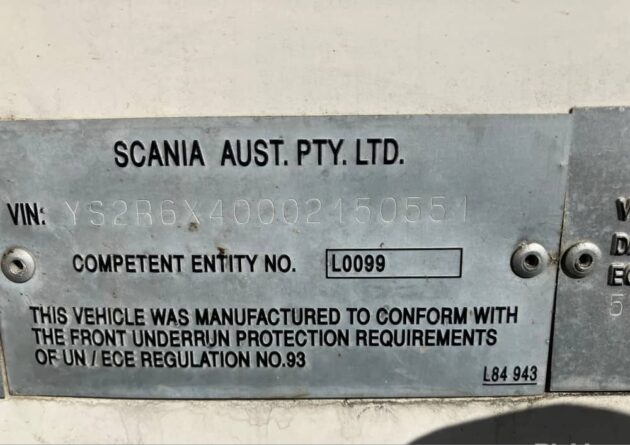 SCANIA AUST. PTY. LTD.
VIN: YS2R6X40002150551
COMPETENT ENTITY NO. L0099
THIS VEHICLE WAS MANUFACTURED TO CONFORM WITH
THE FRONT UNDERRUN PROTECTION REQUIREMENTS
OF UN / ECE REGULATION NO.93
L84 943